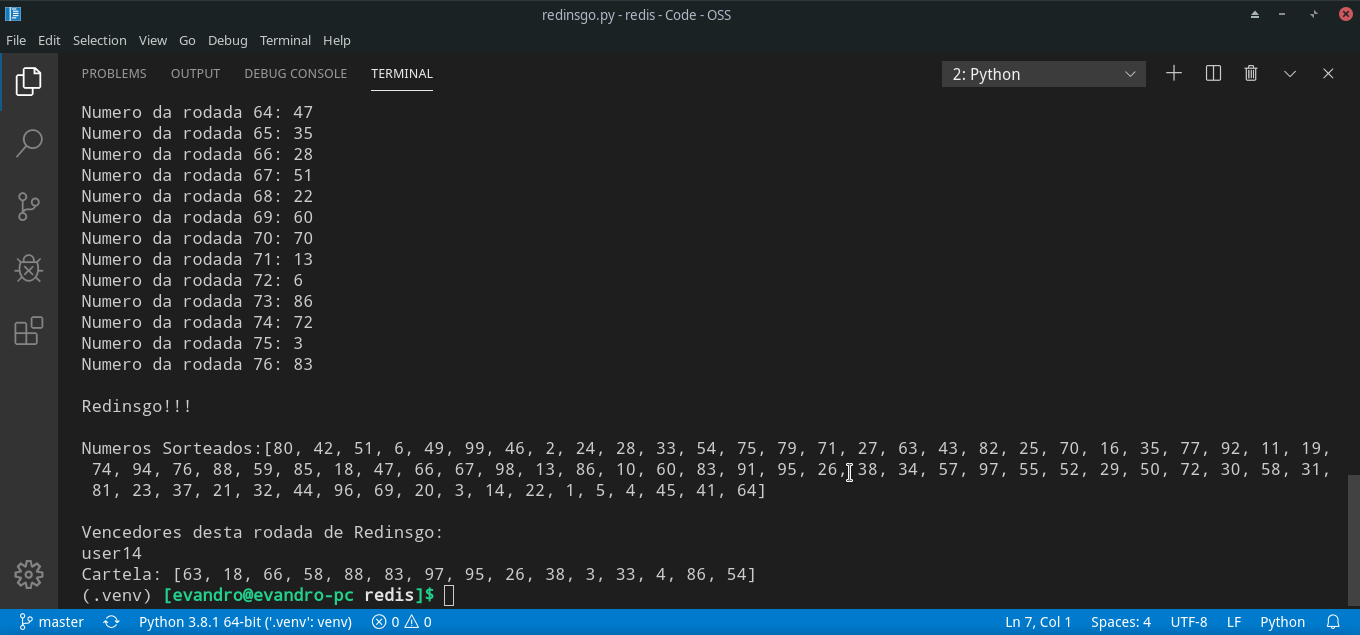 redinsgo.py - redis - Code - OSS
File Edit Selection View Go Debug Terminal Help
PROBLEMS OUTPUT DEBUG CONSOLE TERMINAL 2: Python
Numero da rodada 64: 47
Numero da rodada 65: 35
Numero da rodada 66: 28
Numero da rodada 67: 51
Numero da rodada 68: 22
Numero da rodada 69: 60
Numero da rodada 70: 70
Numero da rodada 71: 13
Numero da rodada 72: 6
Numero da rodada 73: 86
Numero da rodada 74: 72
Numero da rodada 75: 3
Numero da rodada 76: 83
Redinsgo!!!
Numeros Sorteados:[80, 42, 51, 6, 49, 99, 46, 2, 24, 28, 33, 54, 75, 79, 71, 27, 63, 43, 82, 25, 70, 16, 35, 77, 92, 11, 19,
74, 94, 76, 88, 59, 85, 18, 47, 66, 67, 98, 13, 86, 10, 60, 83, 91, 95, 26, 38, 34, 57, 97, 55, 52, 29, 50, 72, 30, 58, 31,
81, 23, 37, 21, 32, 44, 96, 69, 20, 3, 14, 22, 1, 5, 4, 45, 41, 64]
Vencedores desta rodada de Redinsgo:
user14
Cartela: [63, 18, 66, 58, 88, 83, 97, 95, 26, 38, 3, 33, 4, 86, 54]
(.venv) [evandro@evandro-pc redis]$
master Python 3.8.1 64-bit ('.venv': venv) 0 0 Ln 7, Col 1 Spaces: 4 UTF-8 LF Python